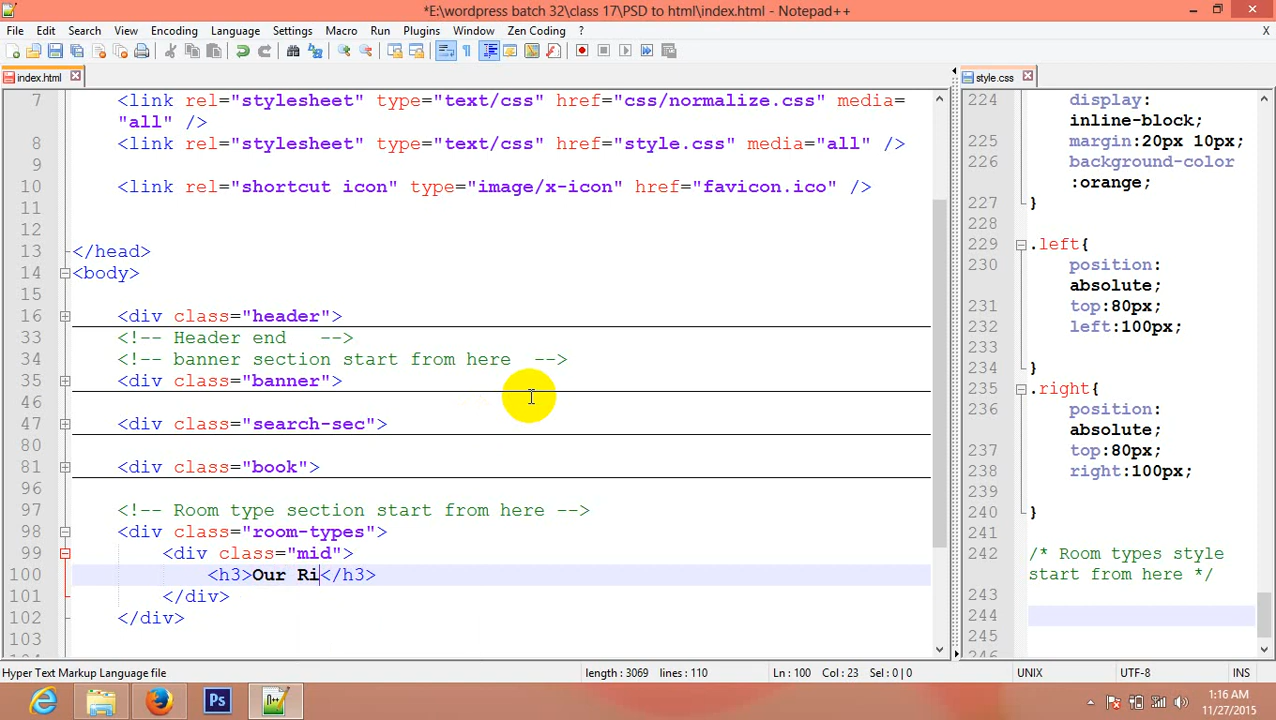 *E:\wordpress batch 32\class 17\PSD to html\index.html - Notepad++
File Edit Search View Encoding Language Settings Macro Run Plugins Window Zen Coding ? X
index.html
style.css
7 <link rel="stylesheet" type="text/css" href="css/normalize.css" media=
"all" />
8 <link rel="stylesheet" type="text/css" href="style.css" media="all" />
9
10 <link rel="shortcut icon" type="image/x-icon" href="favicon.ico" />
11
12
13 </head>
14 <body>
15
16 <div class="header">
33 <!-- Header end -->
34 <!-- banner section start from here -->
35 <div class="banner">
46
47 <div class="search-sec">
80
81 <div class="book">
96
97 <!-- Room type section start from here -->
98 <div class="room-types">
99 <div class="mid">
100 <h3>Our Ri</h3>
101 </div>
102 </div>
103
224 display:
inline-block;
225 margin:20px 10px;
226 background-color
:orange;
227 }
228
229 .left{
230 position:
absolute;
231 top:80px;
232 left:100px;
233
234 }
235 .right{
236 position:
absolute;
237 top:80px;
238 right:100px;
239
240 }
241
242 /* Room types style
start from here */
243
244
245
246
Hyper Text Markup Language file length : 3069 lines : 110 Ln : 100 Col : 23 Sel : 0 | 0 UNIX UTF-8 INS
Ps
1:16 AM
11/27/2015